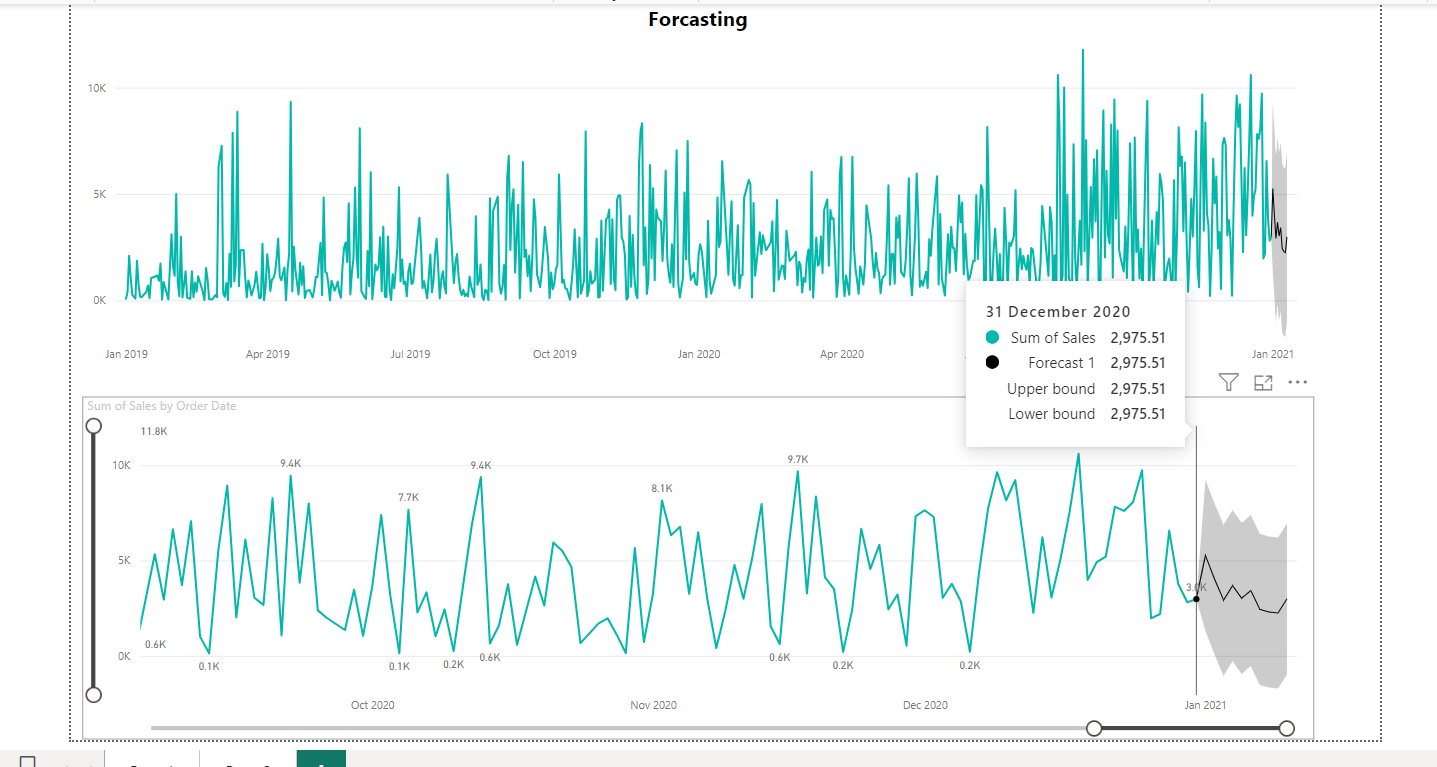 Forcasting
10K
5K
0K
Jan 2019 Apr 2019 Jul 2019 Oct 2019 Jan 2020 Apr 2020 Jan 2021
31 December 2020
Sum of Sales 2,975.51
Forecast 1 2,975.51
Upper bound 2,975.51
Lower bound 2,975.51
Sum of Sales by Order Date
11.8K
10K 9.4K 9.4K 9.7K
7.7K 8.1K
5K
3.0K
0.6K
0K 0.1K 0.1K 0.2K 0.6K 0.6K 0.2K 0.2K
Oct 2020 Nov 2020 Dec 2020 Jan 2021